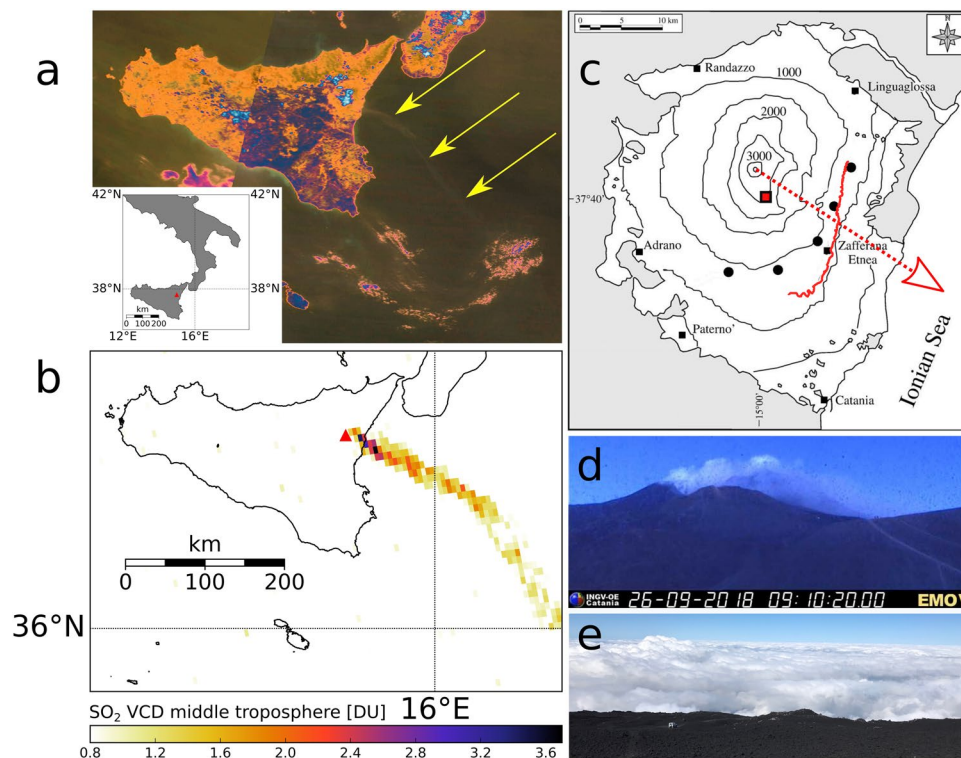 a
42°N
38°N
km
0 100 200
12°E
16°E
b
km
0 100 200
36°N
16°E
SO₂ VCD middle troposphere [DU]
0.8 1.2 1.6 2.0 2.4 2.8 3.2 3.6
c
0 5 10 km
N
Randazzo
1000
Linguaglossa
2000
3000
37°40'
Adrano
Zafferana
Etnea
Paterno'
Ionian Sea
15°00'
Catania
d
INGV-OE
Catania
26-09-2018 09:10:20.00
EMOV
e